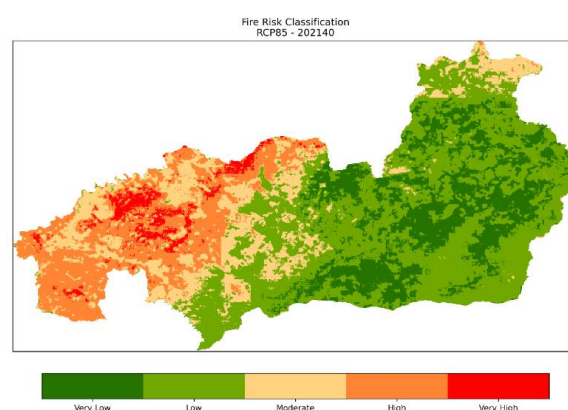 Fire Risk Classification
RCP85 - 202140
Very Low Low Moderate High Very High